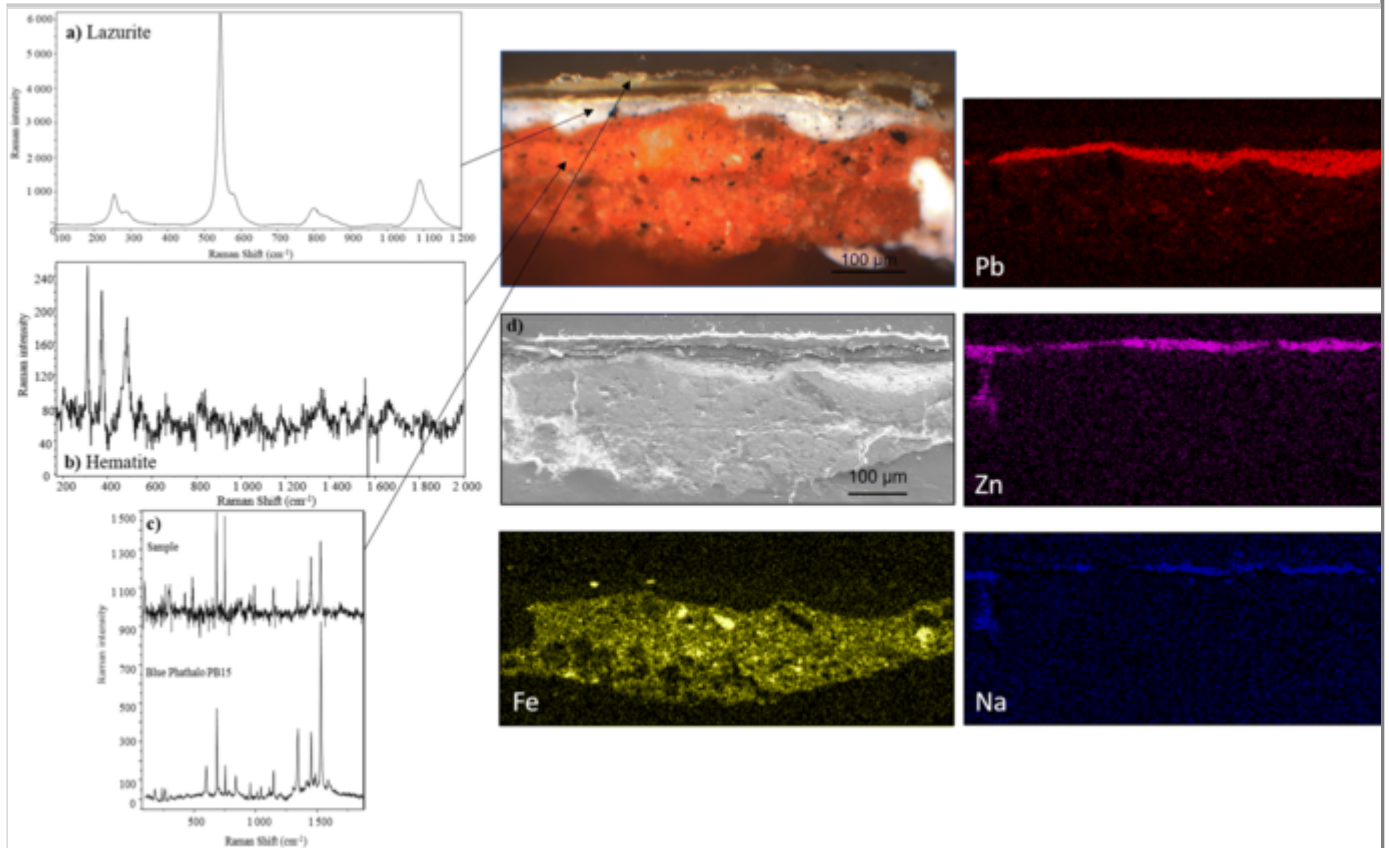 a) Lazurite
6 000
5 000
4 000
3 000
2 000
1 000
0
Raman intensity
100 200 300 400 500 600 700 800 900 1 000 1 100 1 200
Raman Shift (cm⁻¹)
240
200
160
120
80
40
0
Raman intensity
b) Hematite
200 400 600 800 1 000 1 200 1 400 1 600 1 800 2 000
Raman Shift (cm⁻¹)
c)
Sample
1 500
1 300
1 100
900
700
500
300
100
0
Raman intensity
Blue Phathalo PB15
500 1 000 1 500
Raman Shift (cm⁻¹)
100 µm
Pb
d)
100 µm
Zn
Fe
Na